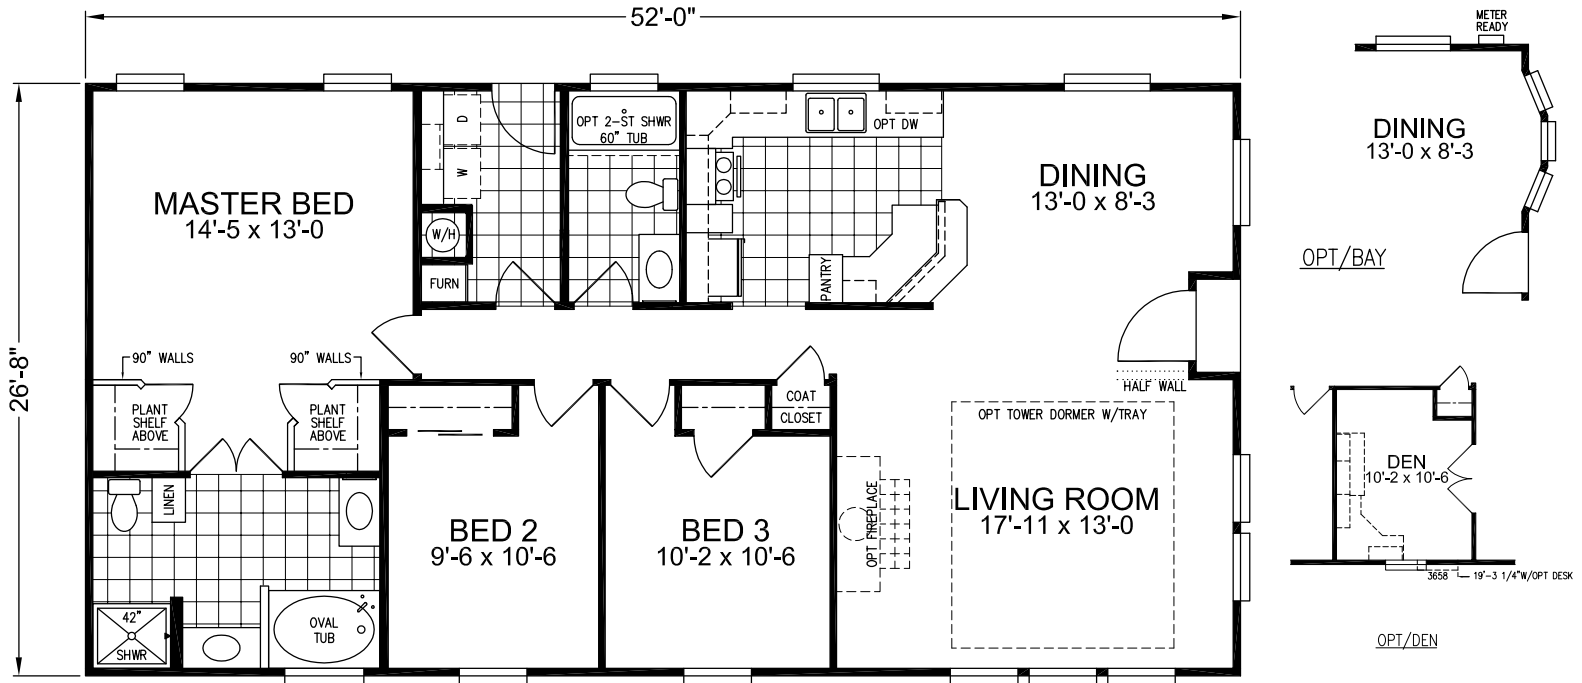 52'-0"
26'-8"
MASTER BED
14'-5 x 13'-0
90" WALLS
90" WALLS
PLANT
SHELF
ABOVE
PLANT
SHELF
ABOVE
D
W
W/H
FURN
OPT 2-ST SHWR
60" TUB
OPT DW
PANTRY
DINING
13'-0 x 8'-3
HALF WALL
COAT
CLOSET
OPT TOWER DORMER W/TRAY
LIVING ROOM
17'-11 x 13'-0
OPT FIREPLACE
BED 2
9'-6 x 10'-6
BED 3
10'-2 x 10'-6
LINEN
42"
SHWR
OVAL
TUB
METER
READY
DINING
13'-0 x 8'-3
OPT/BAY
DEN
10'-2 x 10'-6
3658
19'-3 1/4"W/OPT DESK
OPT/DEN